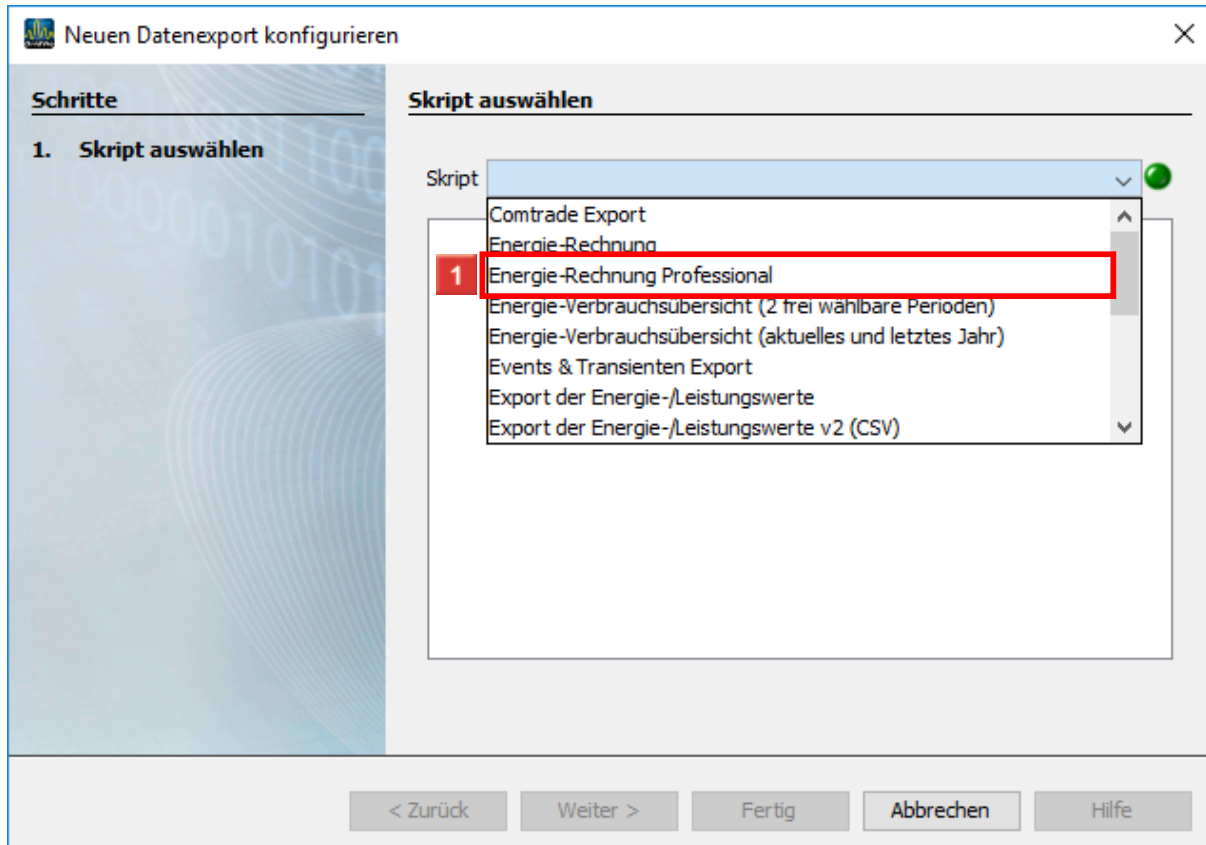 Neuen Datenexport konfigurieren
Schritte
1. Skript auswählen
Skript auswählen
Skript
Comtrade Export
Energie-Rechnung
1
Energie-Rechnung Professional
Energie-Verbrauchsübersicht (2 frei wählbare Perioden)
Energie-Verbrauchsübersicht (aktuelles und letztes Jahr)
Events & Transienten Export
Export der Energie-/Leistungswerte
Export der Energie-/Leistungswerte v2 (CSV)
< Zurück
Weiter >
Fertig
Abbrechen
Hilfe